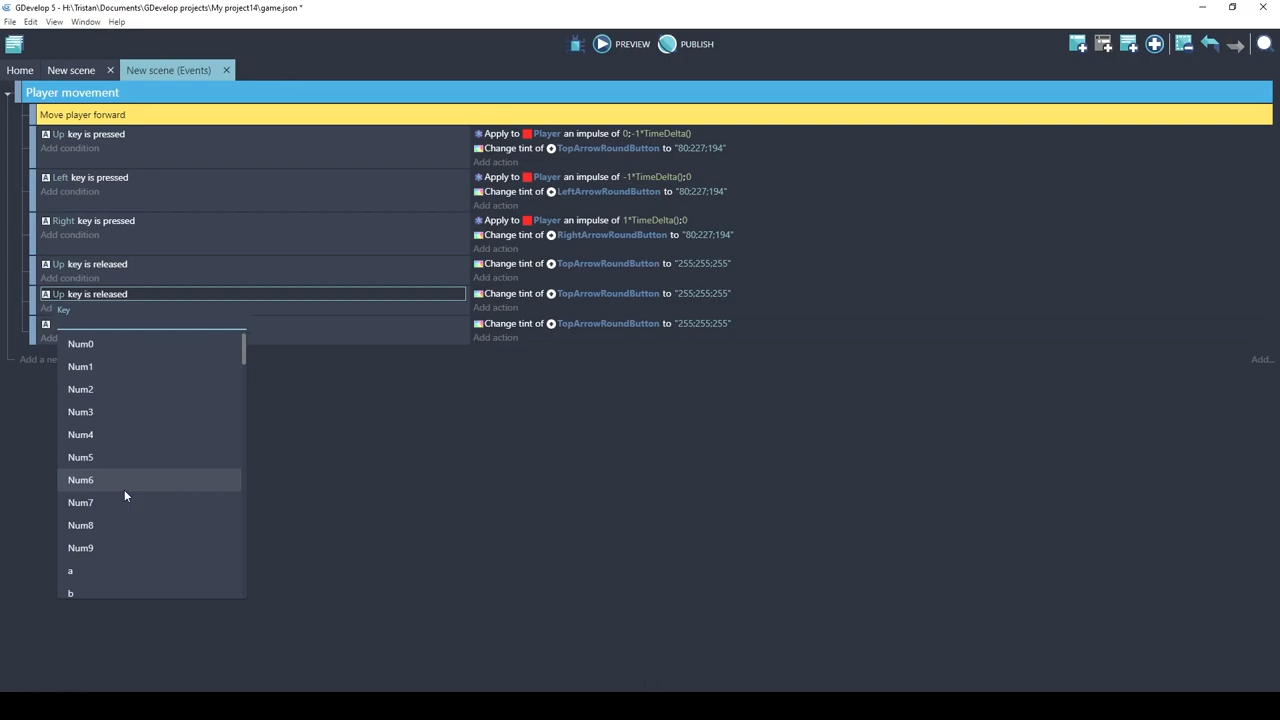 GDevelop 5 - H:\Tristan\Documents\GDevelop projects\My project14\game.json *
File Edit View Window Help
PREVIEW PUBLISH
Home New scene New scene (Events)
Player movement
Move player forward
Up key is pressed Apply to Player an impulse of 0;-1*TimeDelta()
Add condition Change tint of TopArrowRoundButton to "80;227;194"
Add action
Left key is pressed Apply to Player an impulse of -1*TimeDelta();0
Add condition Change tint of LeftArrowRoundButton to "80;227;194"
Add action
Right key is pressed Apply to Player an impulse of 1*TimeDelta();0
Add condition Change tint of RightArrowRoundButton to "80;227;194"
Add action
Up key is released Change tint of TopArrowRoundButton to "255;255;255"
Add condition Add action
Up key is released Change tint of TopArrowRoundButton to "255;255;255"
Ad Key Add action
Change tint of TopArrowRoundButton to "255;255;255"
Add Add action
Add a ne Add...
Num0
Num1
Num2
Num3
Num4
Num5
Num6
Num7
Num8
Num9
a
b